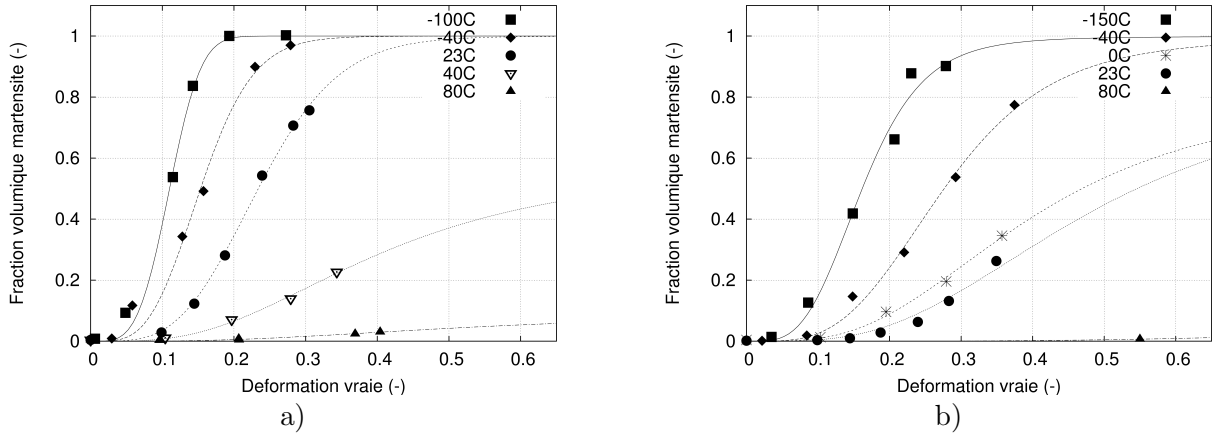 -100C
-40C
23C
40C
80C
1
0.8
0.6
0.4
0.2
0
Fraction volumique martensite (-)
0 0.1 0.2 0.3 0.4 0.5 0.6
Deformation vraie (-)
a)
-150C
-40C
0C
23C
80C
1
0.8
0.6
0.4
0.2
0
Fraction volumique martensite (-)
0 0.1 0.2 0.3 0.4 0.5 0.6
Deformation vraie (-)
b)